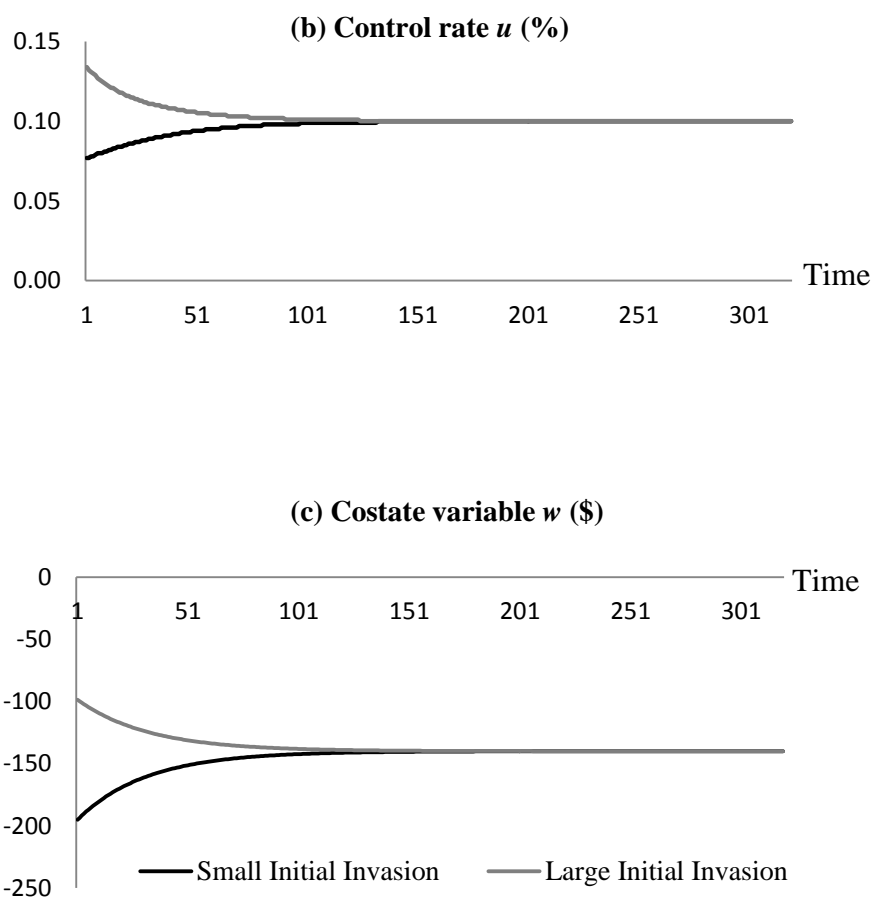 (b) Control rate u (%)
0.15
0.10
0.05
0.00
Time
1 51 101 151 201 251 301
(c) Costate variable w ($)
0
Time
1 51 101 151 201 251 301
-50
-100
-150
-200
Small Initial Invasion Large Initial Invasion
-250